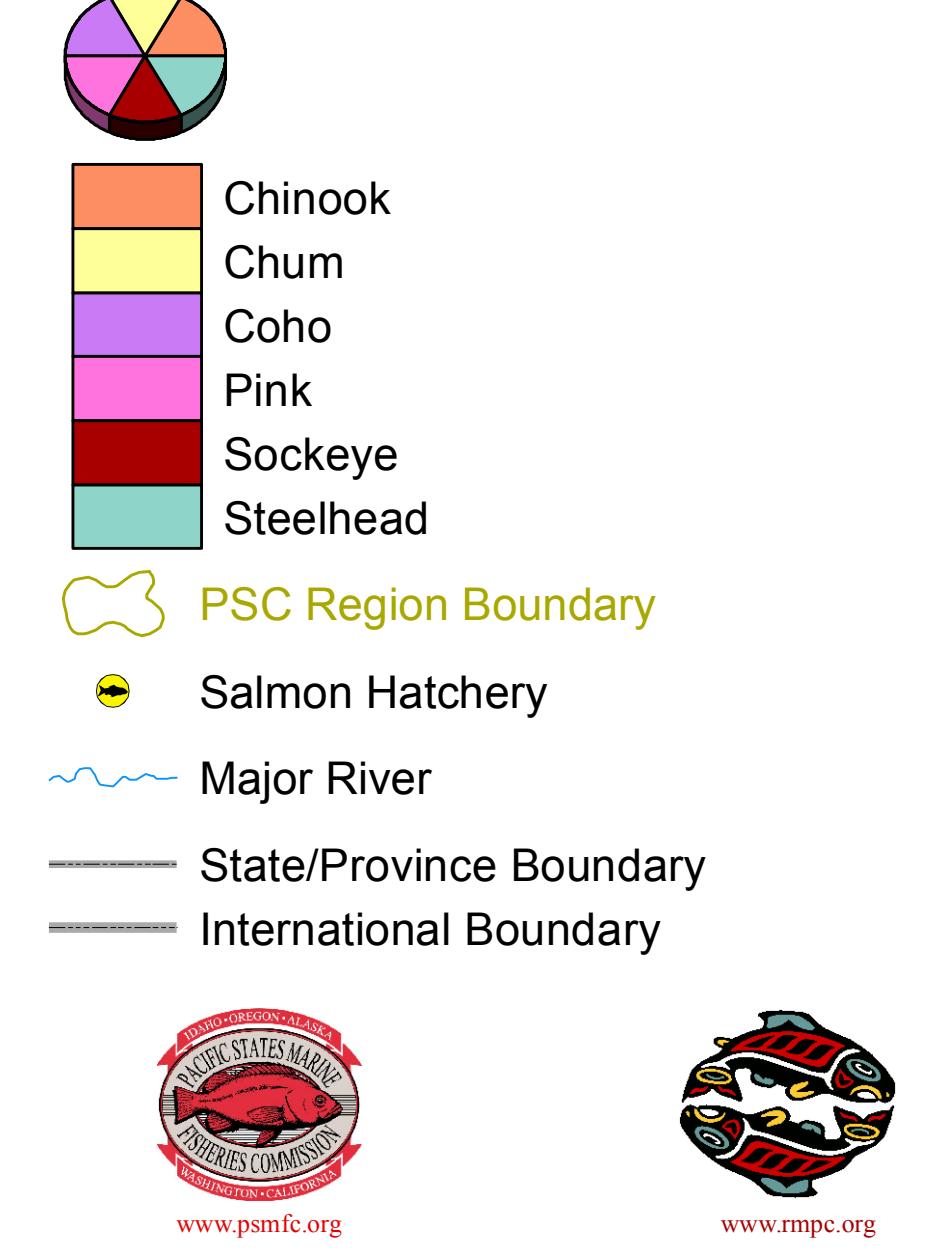 Chinook
Chum
Coho
Pink
Sockeye
Steelhead
PSC Region Boundary
Salmon Hatchery
Major River
State/Province Boundary
International Boundary
IDAHO • OREGON • ALASKA
PACIFIC STATES MARINE
FISHERIES COMMISSION
WASHINGTON • CALIFORNIA
www.psmfc.org
www.rmpc.org